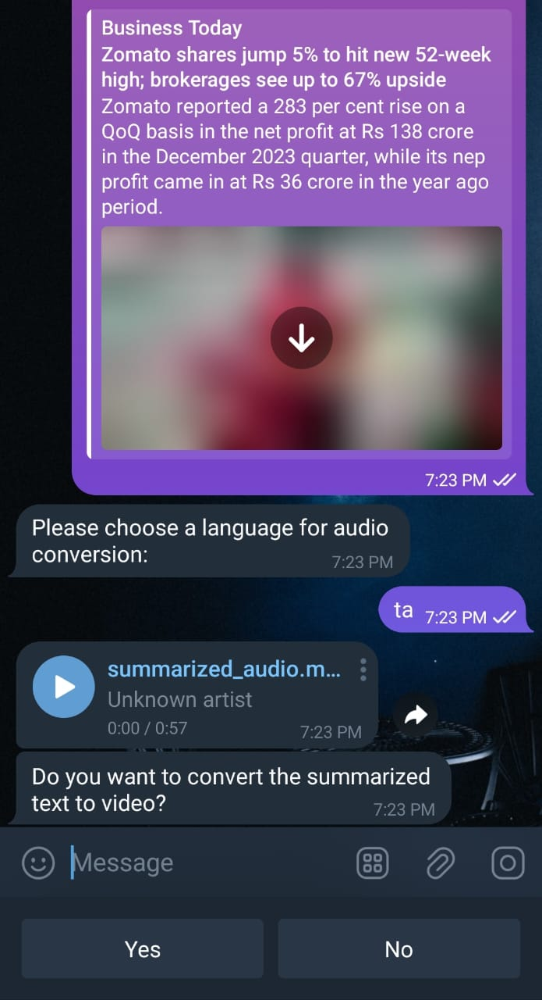 Business Today
Zomato shares jump 5% to hit new 52-week
high; brokerages see up to 67% upside
Zomato reported a 283 per cent rise on a
QoQ basis in the net profit at Rs 138 crore
in the December 2023 quarter, while its nep
profit came in at Rs 36 crore in the year ago
period.
7:23 PM
Please choose a language for audio
conversion:
7:23 PM
ta 7:23 PM
summarized_audio.m...
Unknown artist
0:00 / 0:57
7:23 PM
Do you want to convert the summarized
text to video?
7:23 PM
Message
Yes
No